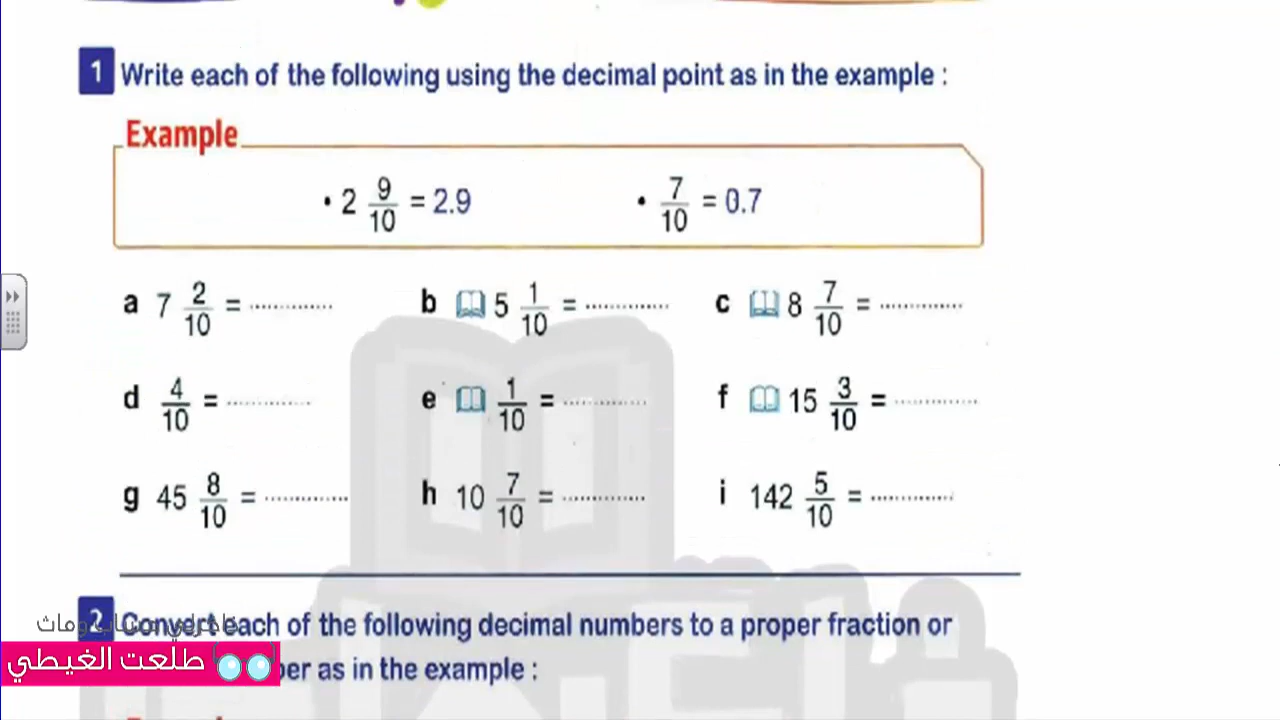 1 Write each of the following using the decimal point as in the example :
Example
• 2 9/10 = 2.9 • 7/10 = 0.7
a 7 2/10 = ............ b 5 1/10 = ............ c 8 7/10 = ............
d 4/10 = ............ e 1/10 = ............ f 15 3/10 = ............
g 45 8/10 = ............ h 10 7/10 = ............ i 142 5/10 = ............
2 Convert each of the following decimal numbers to a proper fraction or
as in the example :
طلعت الغيطي